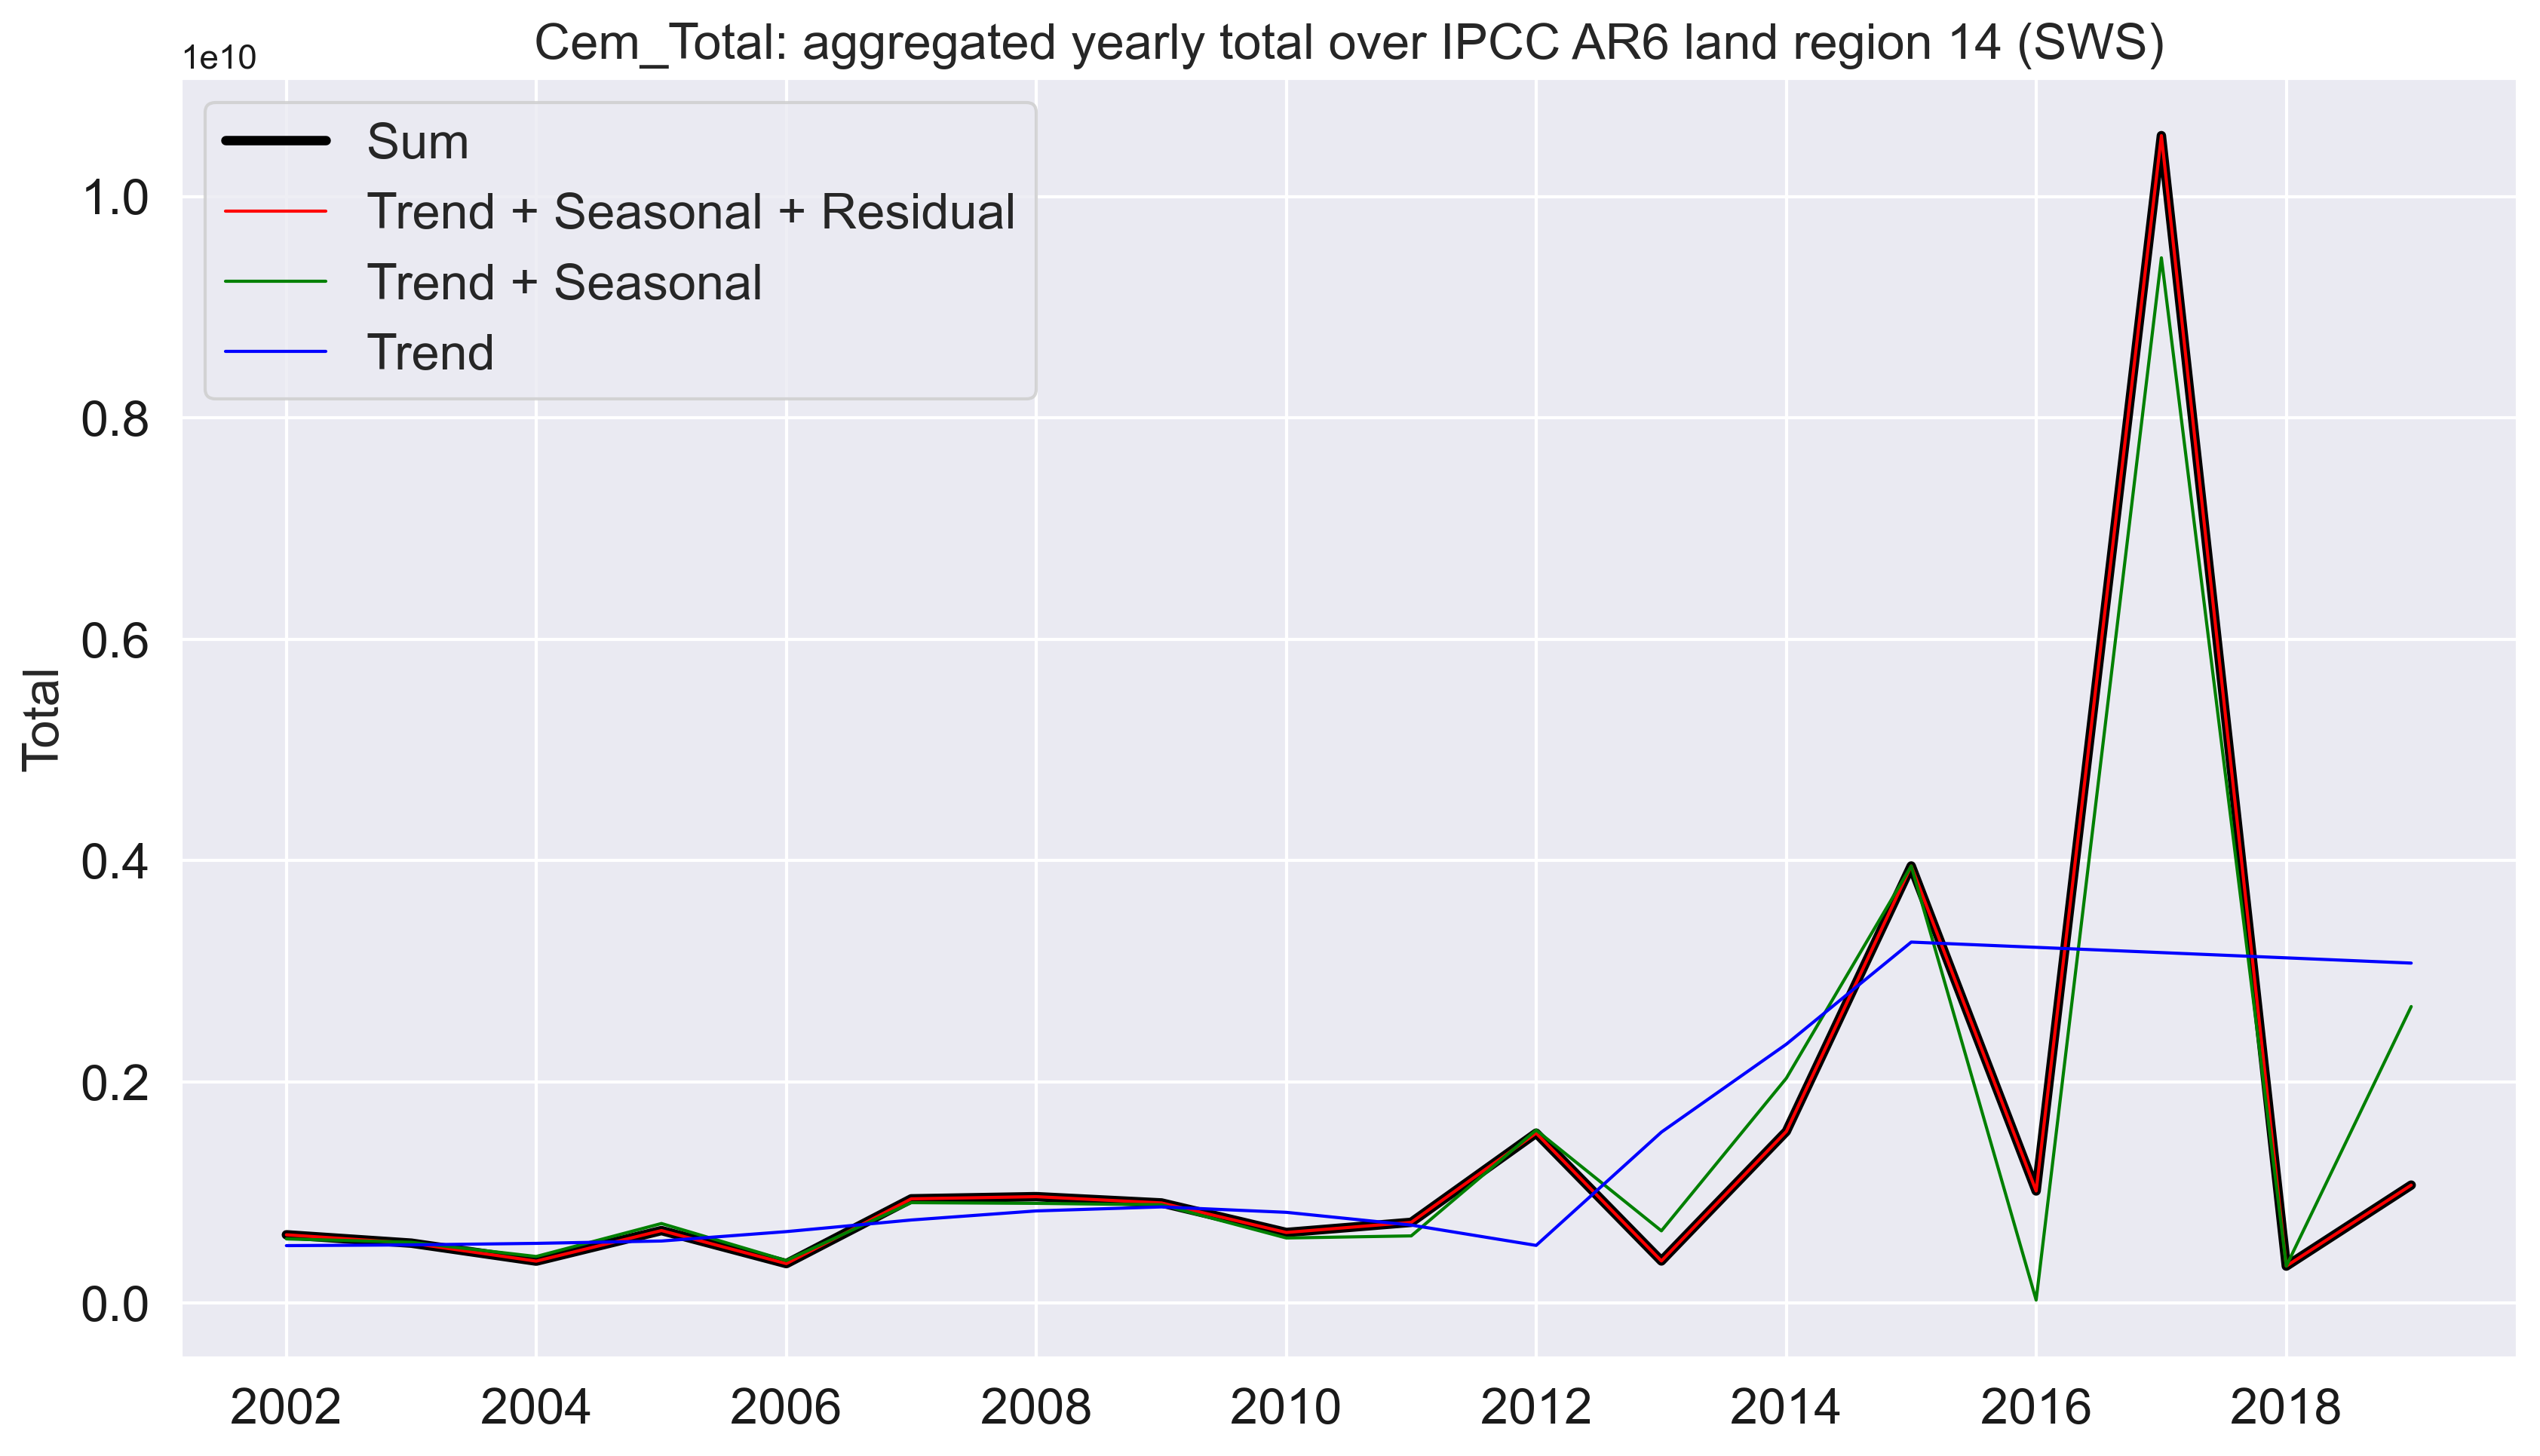 Cem_Total: aggregated yearly total over IPCC AR6 land region 14 (SWS)
1e10
Sum
Trend + Seasonal + Residual
Trend + Seasonal
Trend
1.0
0.8
0.6
0.4
0.2
0.0
Total
2002 2004 2006 2008 2010 2012 2014 2016 2018